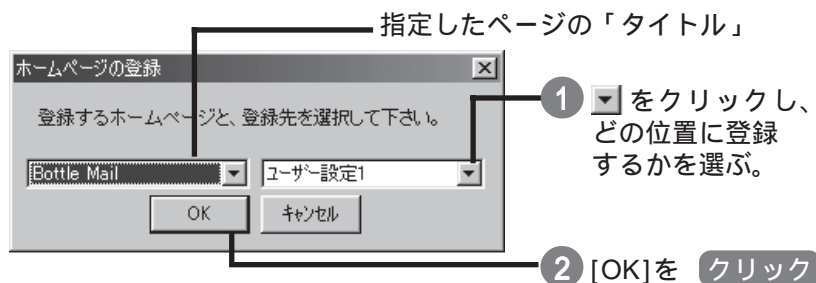 指定したページの「タイトル」
ホームページの登録
登録するホームページと、登録先を選択して下さい。
Bottle Mail
ユーザー設定1
OK
キャンセル
1 をクリックし、
どの位置に登録
するかを選ぶ。
2 [OK]を クリック